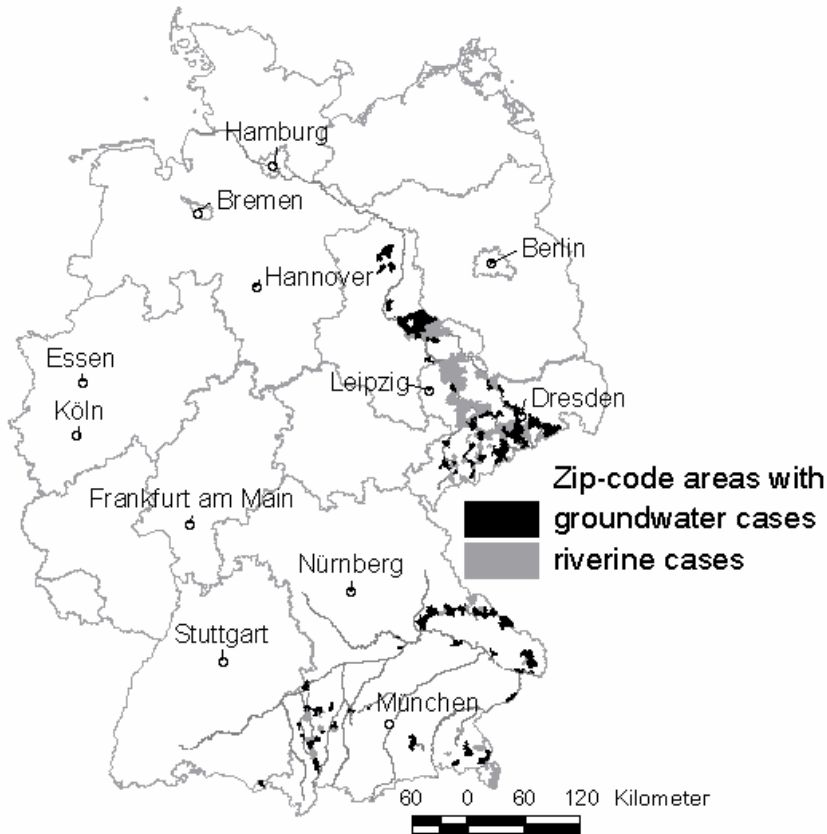 Hamburg
Bremen
Berlin
Hannover
Essen
Leipzig
Dresden
Köln
Zip-code areas with
groundwater cases
riverine cases
Frankfurt am Main
Nürnberg
Stuttgart
München
60 0 60 120 Kilometer